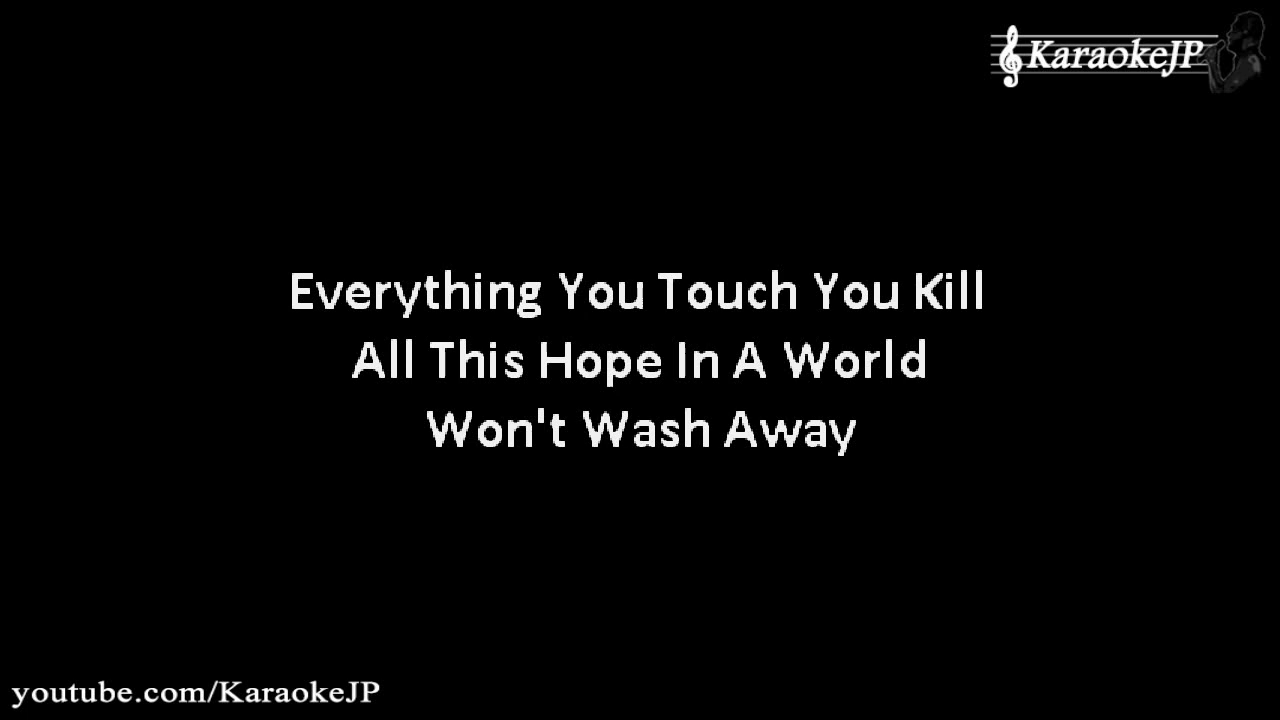 KaraokeJP
Everything You Touch You Kill
All This Hope In A World
Won't Wash Away
youtube.com/KaraokeJP